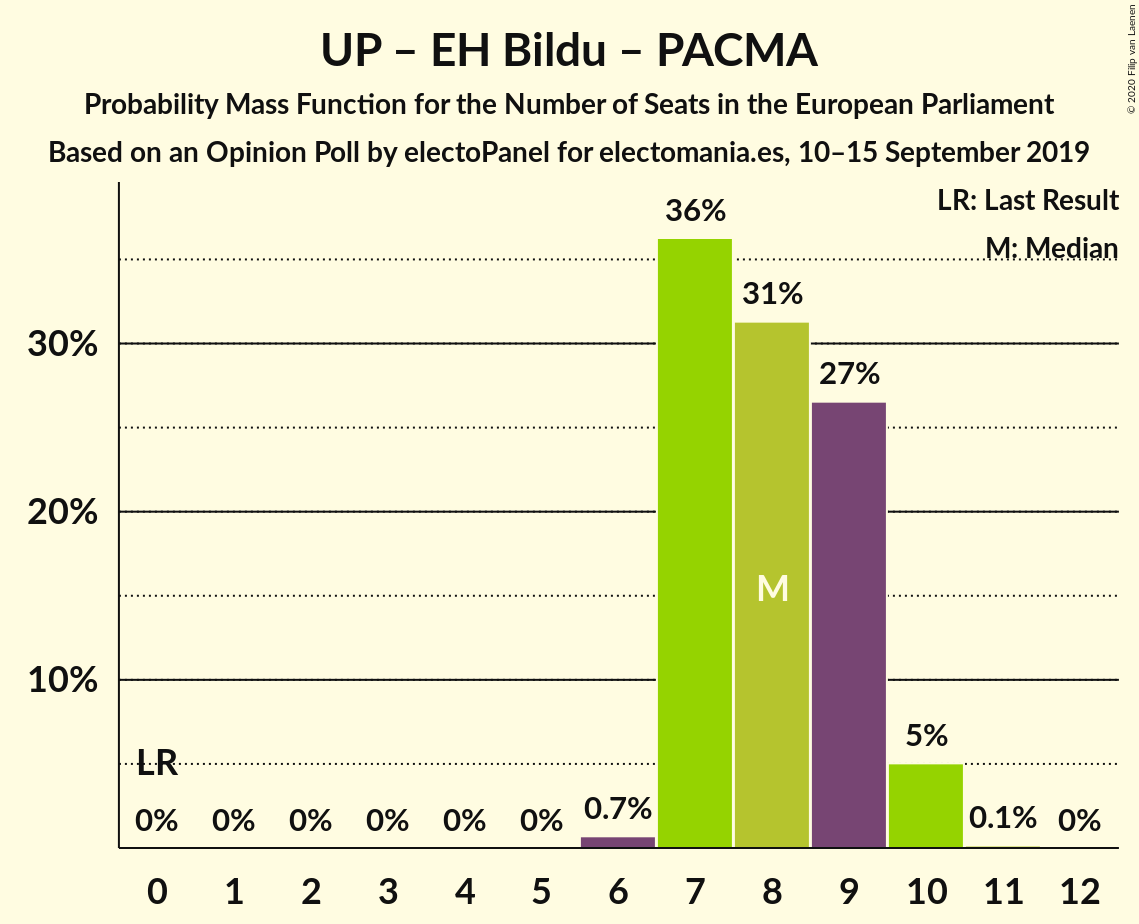 UP – EH Bildu – PACMA
Probability Mass Function for the Number of Seats in the European Parliament
Based on an Opinion Poll by electoPanel for electomania.es, 10–15 September 2019
© 2020 Filip van Laenen
LR: Last Result
M: Median
36%
31%
30%
27%
20%
M
10%
5%
LR
0% 0% 0% 0% 0% 0% 0.7% 0.1% 0%
0 1 2 3 4 5 6 7 8 9 10 11 12